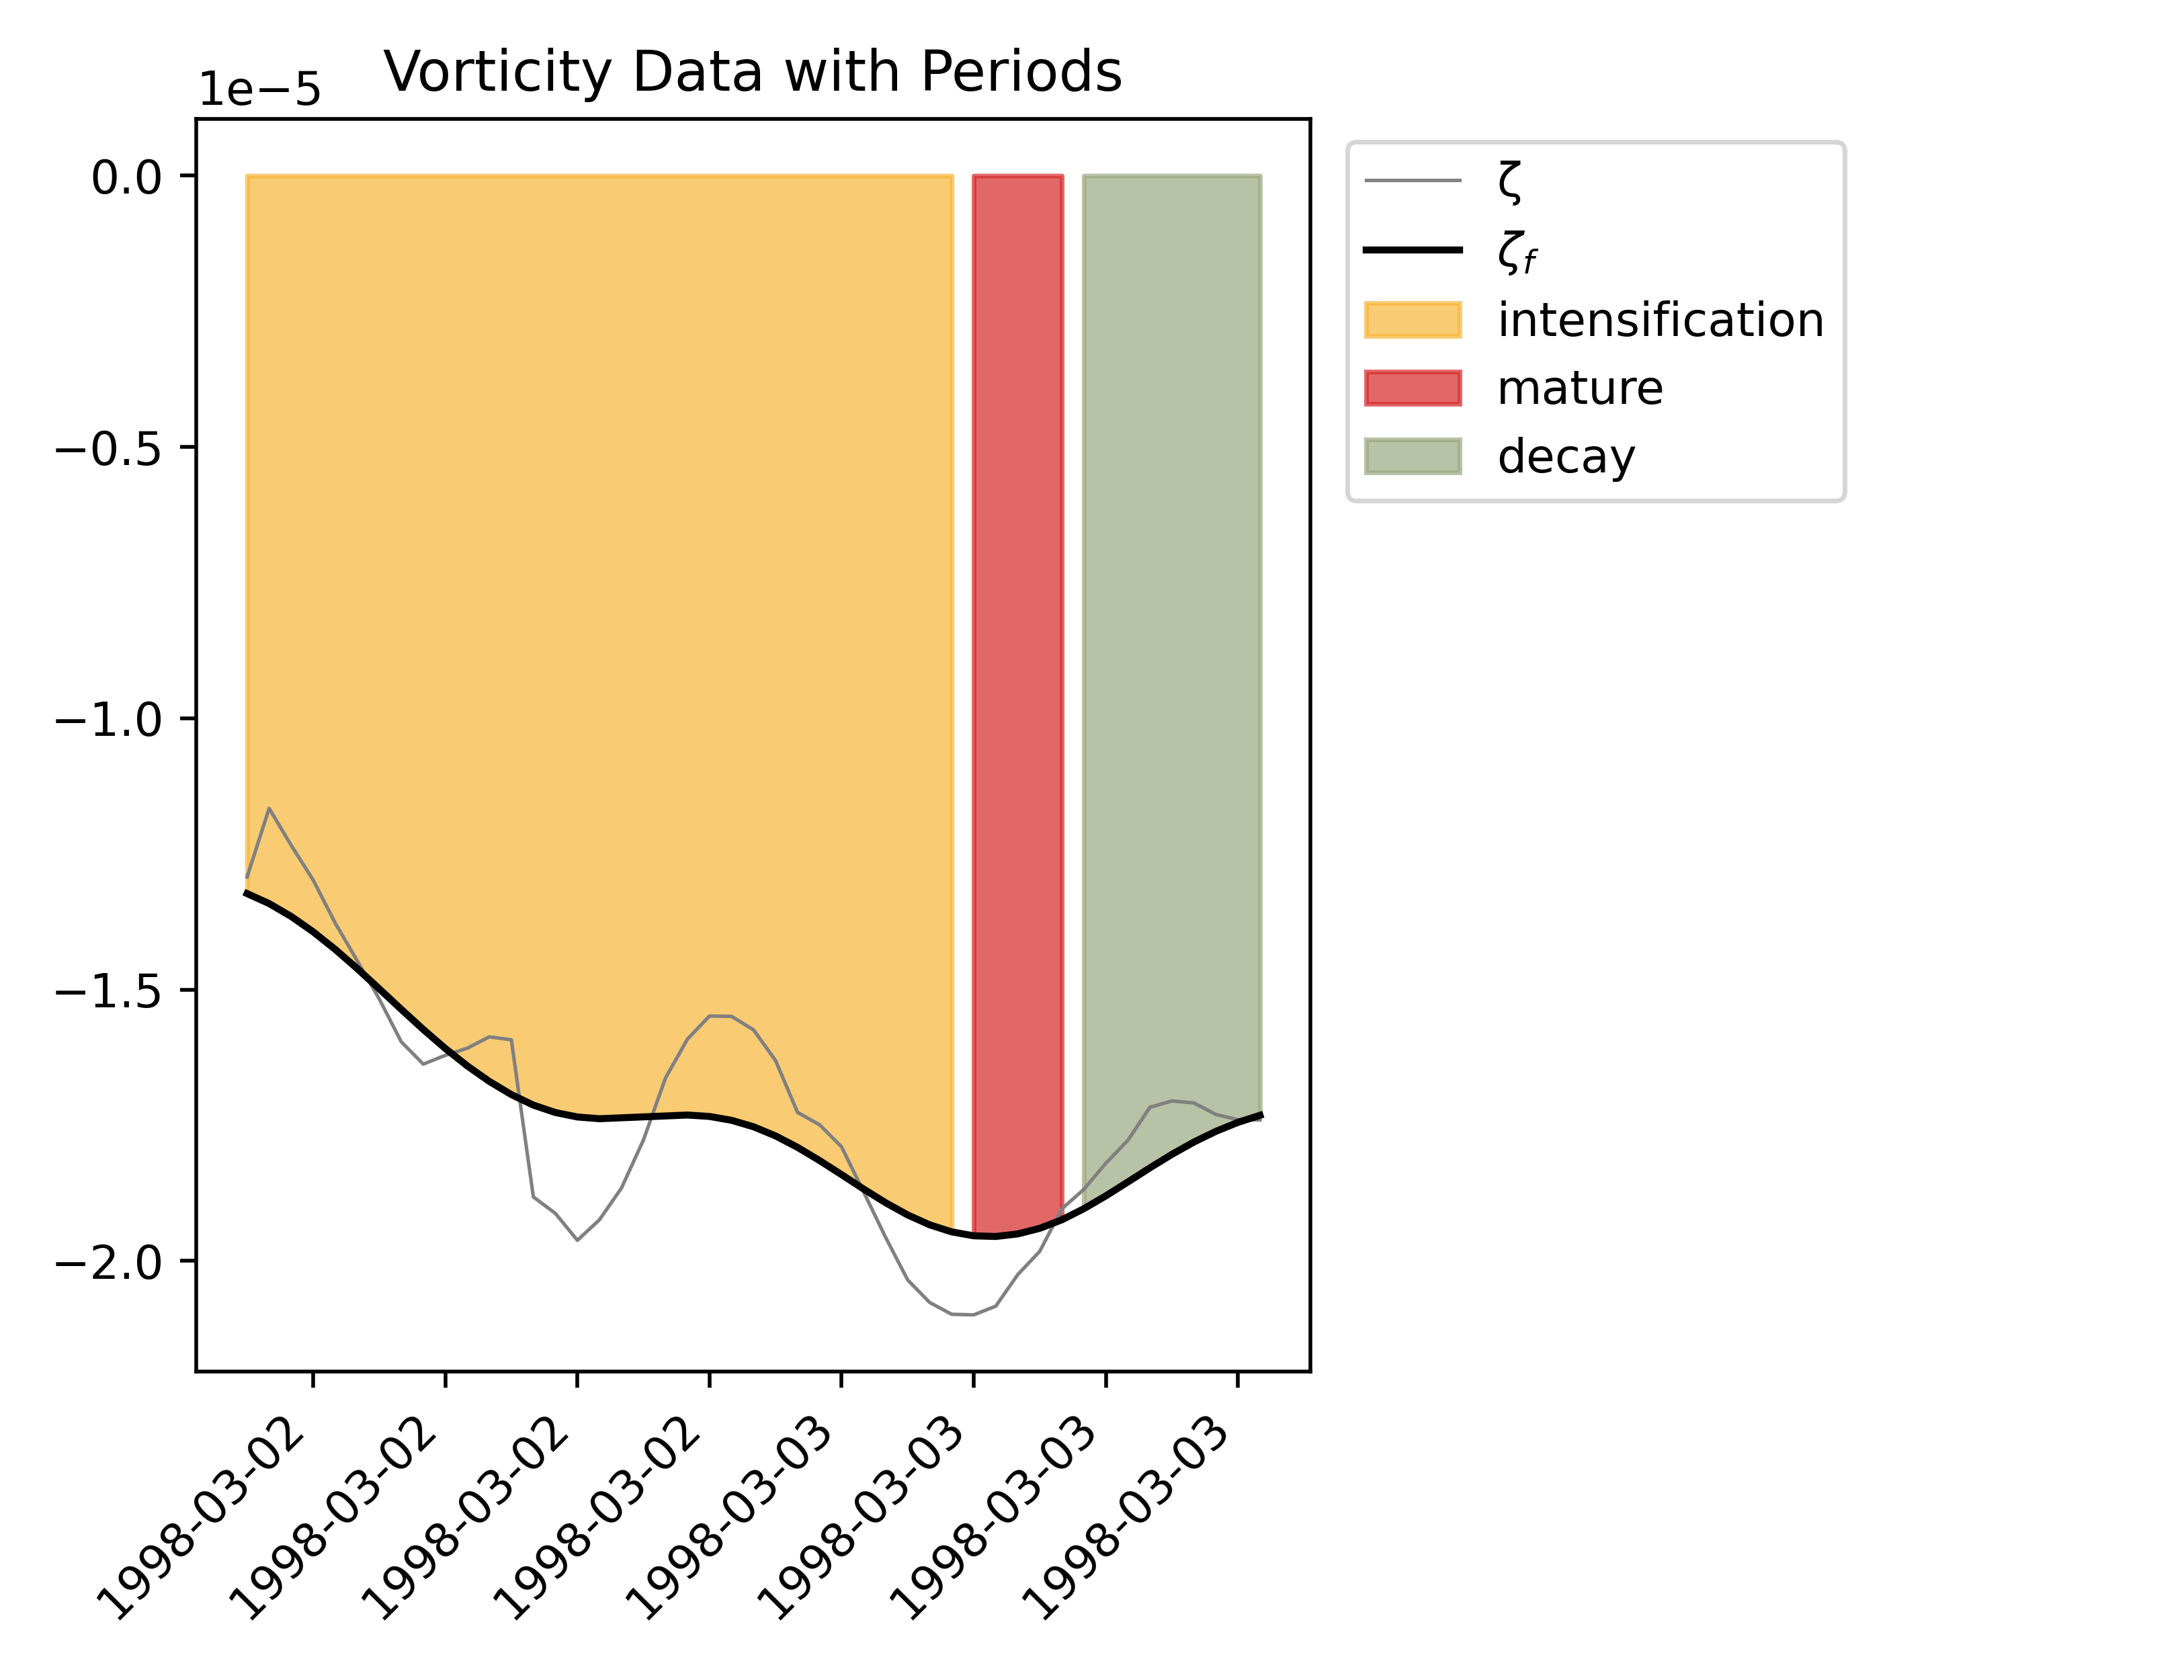 Vorticity Data with Periods
1e−5
0.0
−0.5
−1.0
−1.5
−2.0
1998-03-02
1998-03-02
1998-03-02
1998-03-02
1998-03-03
1998-03-03
1998-03-03
1998-03-03
ζ
ζf
intensification
mature
decay